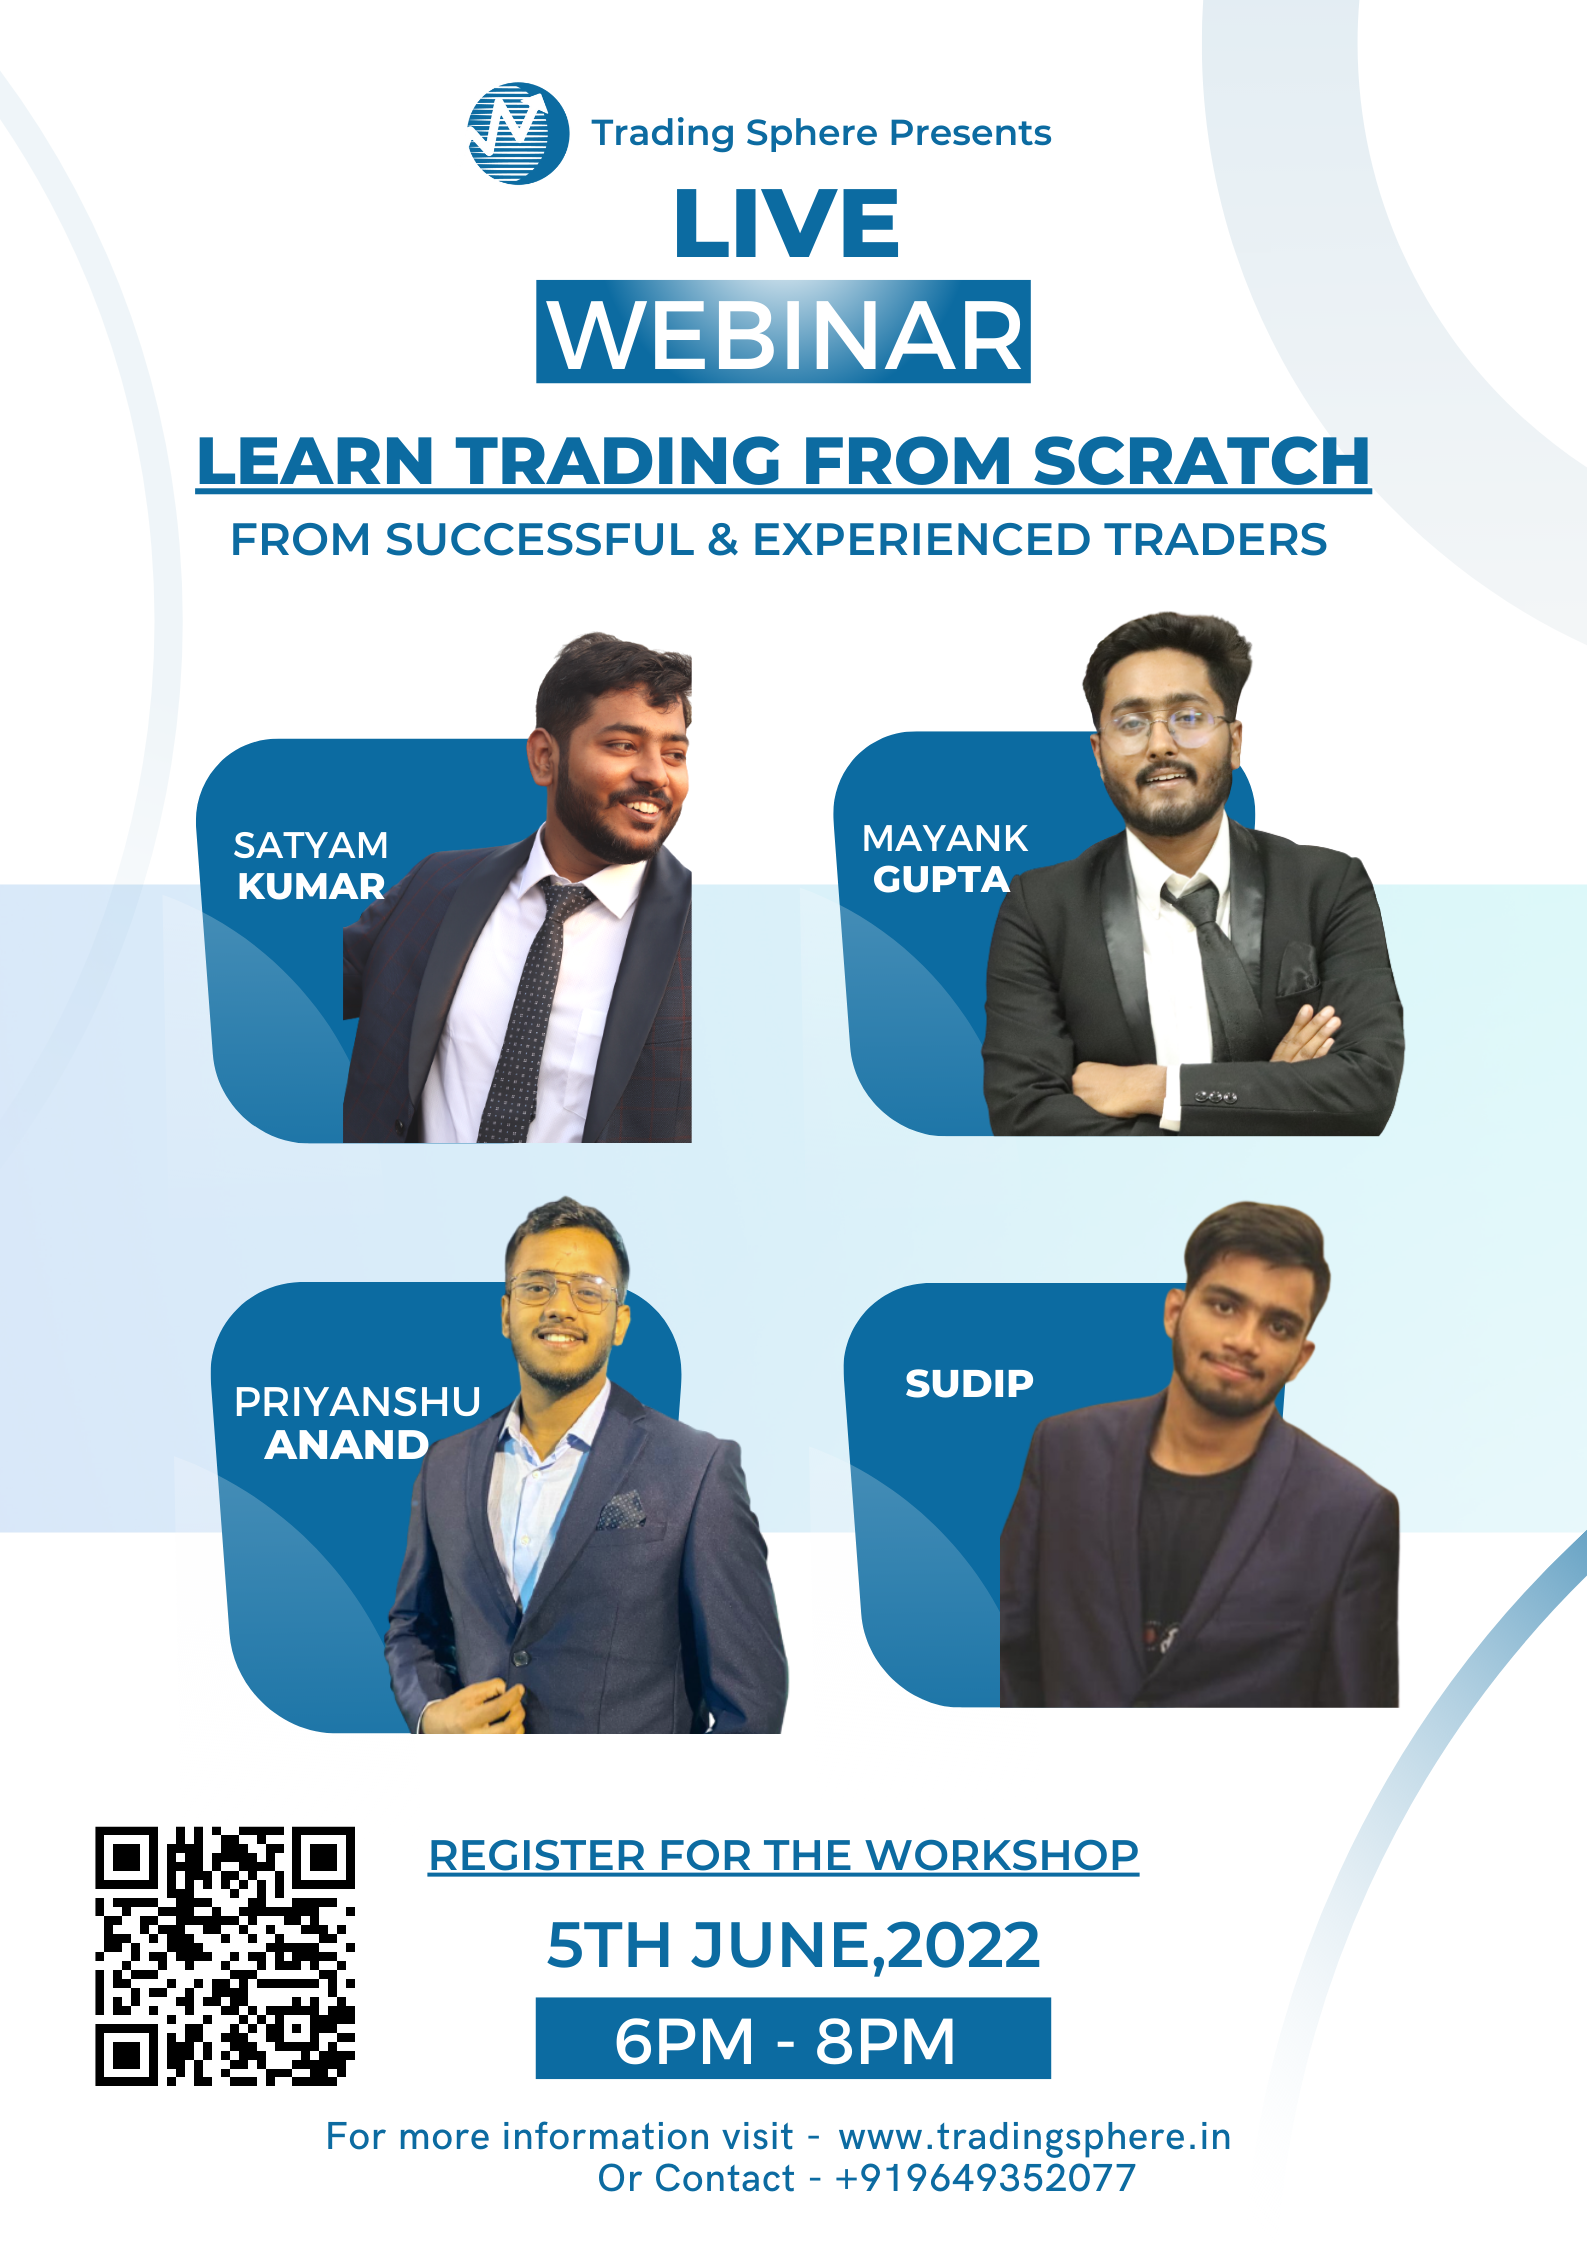 Trading Sphere Presents
LIVE
WEBINAR
LEARN TRADING FROM SCRATCH
FROM SUCCESSFUL & EXPERIENCED TRADERS
SATYAM
KUMAR
MAYANK
GUPTA
PRIYANSHU
ANAND
SUDIP
REGISTER FOR THE WORKSHOP
5TH JUNE,2022
6PM - 8PM
For more information visit - www.tradingsphere.in
Or Contact - +919649352077